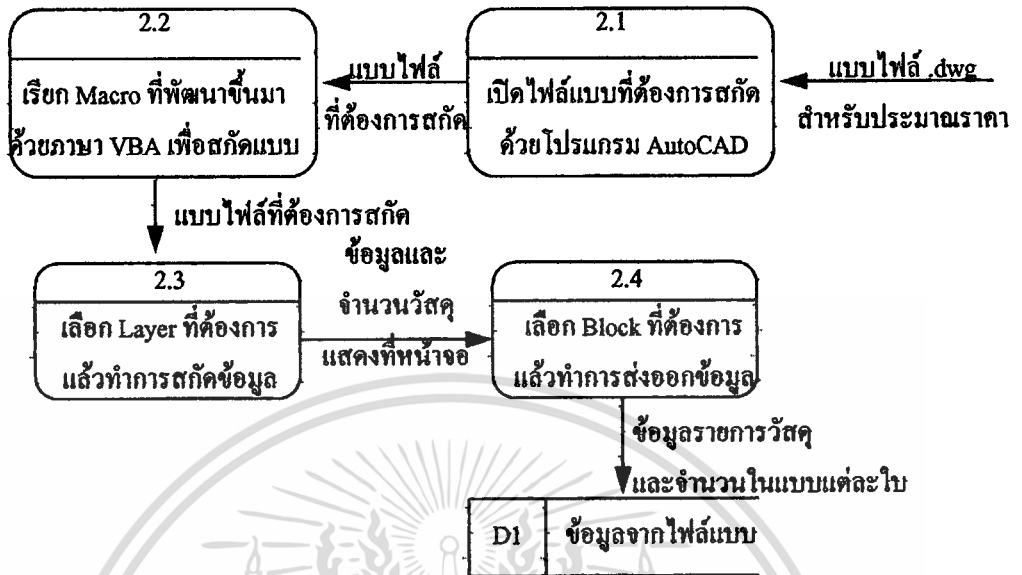 2.2
เรียก Macro ที่พัฒนาขึ้นมา
ด้วยภาษา VBA เพื่อสกัดแบบ
แบบไฟล์
ที่ต้องการสกัด
2.1
เปิดไฟล์แบบที่ต้องการสกัด
ด้วยโปรแกรม AutoCAD
แบบไฟล์ .dwg
สำหรับประมาณราคา
แบบไฟล์ที่ต้องการสกัด
2.3
เลือก Layer ที่ต้องการ
แล้วทำการสกัดข้อมูล
ข้อมูลและ
จำนวนวัสดุ
แสดงที่หน้าจอ
2.4
เลือก Block ที่ต้องการ
แล้วทำการส่งออกข้อมูล
ข้อมูลรายการวัสดุ
และจำนวนในแบบแต่ละใบ
D1
ข้อมูลจากไฟล์แบบ